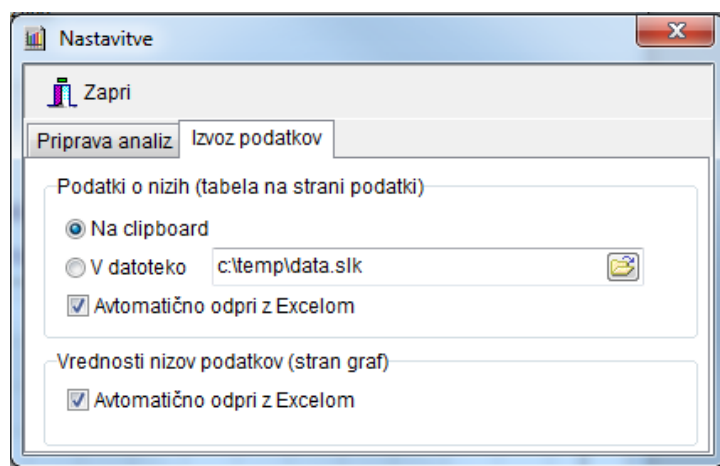 Nastavitve
Zapri
Priprava analiz Izvoz podatkov
Podatki o nizih (tabela na strani podatki)
Na clipboard
V datoteko c:\temp\data.slk
Avtomatično odpri z Excelom
Vrednosti nizov podatkov (stran graf)
Avtomatično odpri z Excelom